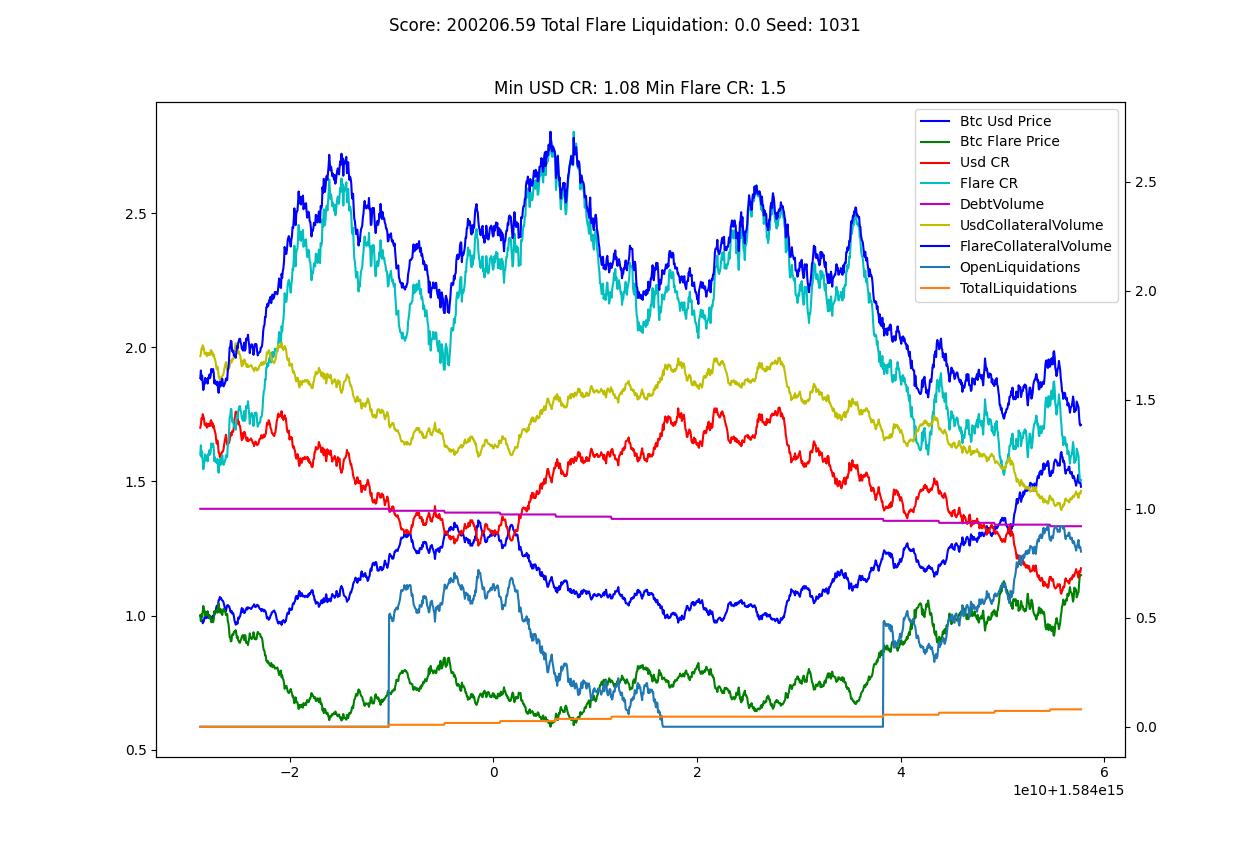 Score: 200206.59 Total Flare Liquidation: 0.0 Seed: 1031
Min USD CR: 1.08 Min Flare CR: 1.5
Btc Usd Price
Btc Flare Price
Usd CR
Flare CR
DebtVolume
UsdCollateralVolume
FlareCollateralVolume
OpenLiquidations
TotalLiquidations
2.5
2.0
1.5
1.0
0.5
2.5
2.0
1.5
1.0
0.5
0.0
−2 0 2 4 6
1e10+1.584e15